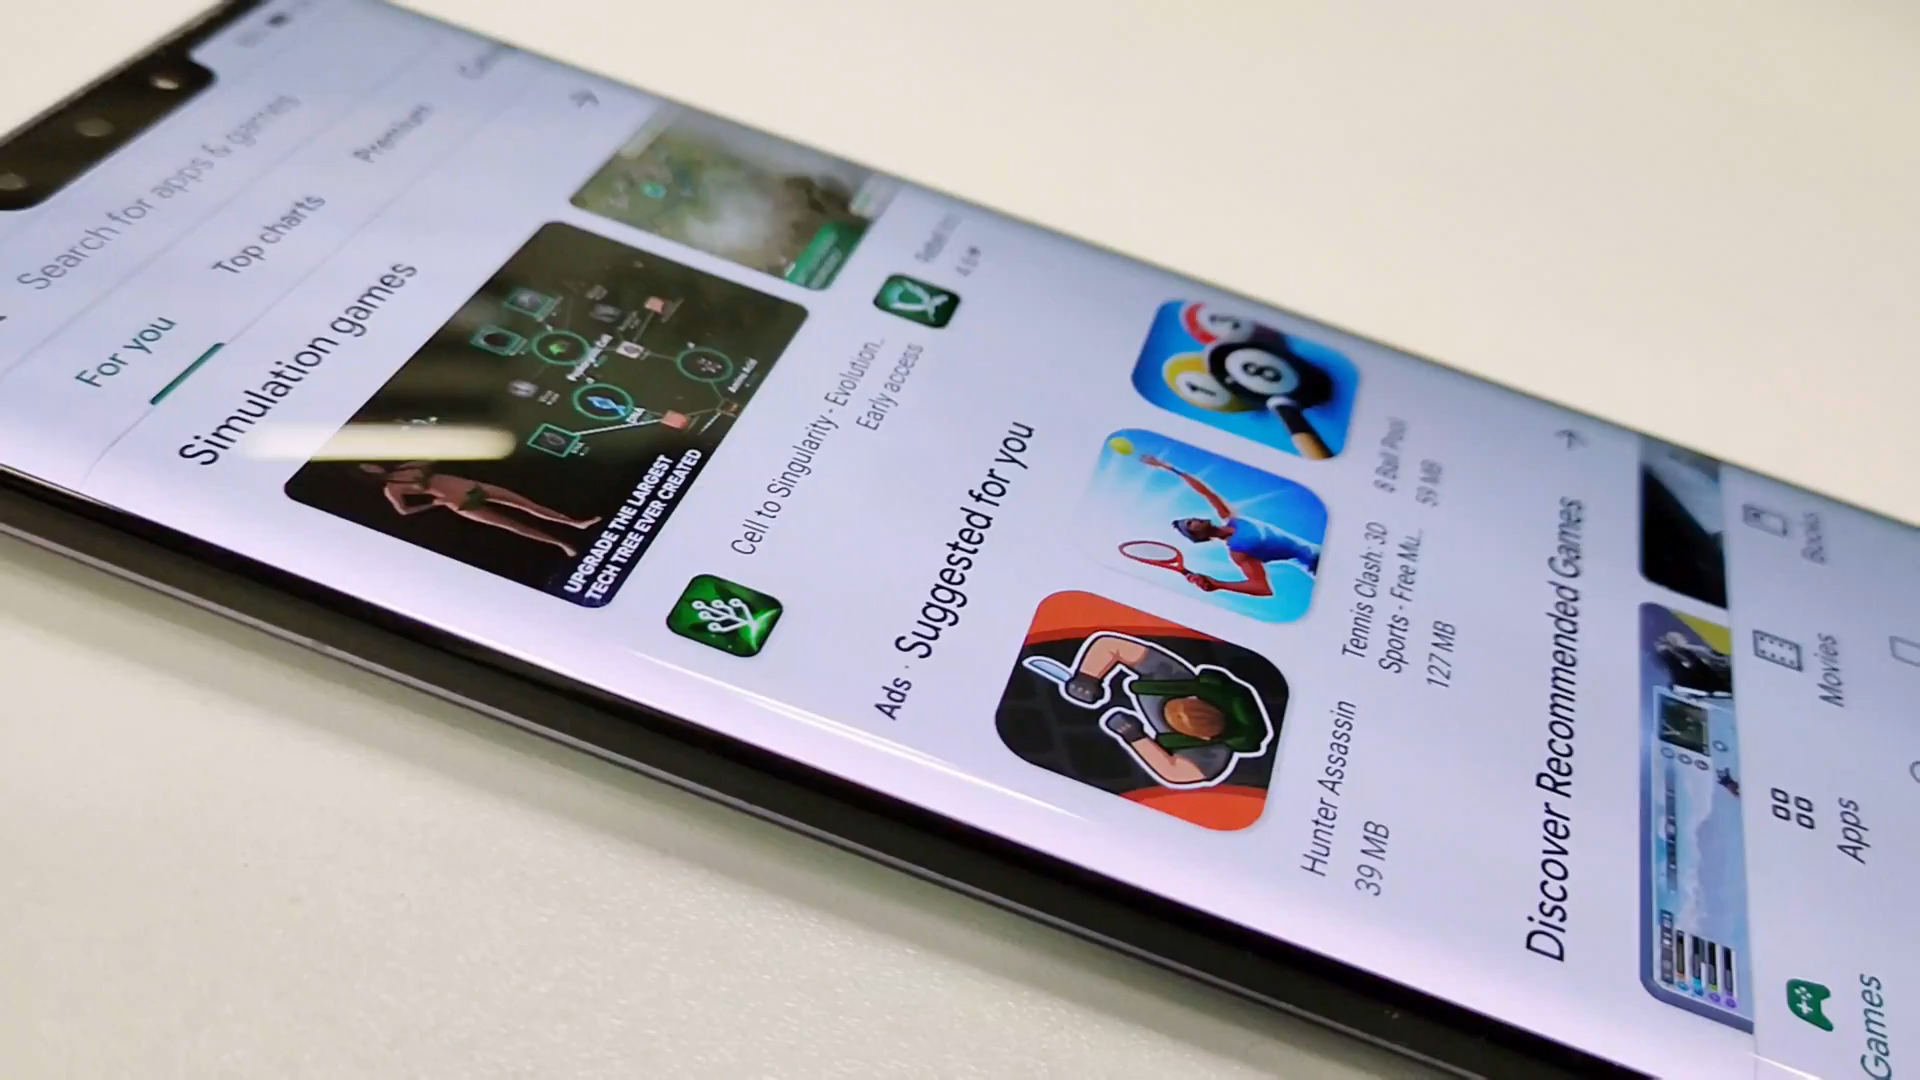 Search for apps & games
For you
Top charts
Premium
Simulation games
UPGRADE THE LARGEST
TECH TREE EVER CREATED
Cell to Singularity - Evolution...
Early access
Ads · Suggested for you
Hunter Assassin
39 MB
Tennis Clash: 3D
Sports - Free Mu...
127 MB
8 Ball Pool
59 MB
Discover Recommended Games
Games
Apps
Movies
Books